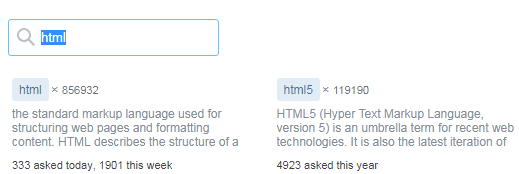 html
html × 856932
the standard markup language used for
structuring web pages and formatting
content. HTML describes the structure of a
333 asked today, 1901 this week
html5 × 119190
HTML5 (Hyper Text Markup Language,
version 5) is an umbrella term for recent web
technologies. It is also the latest iteration of
4923 asked this year